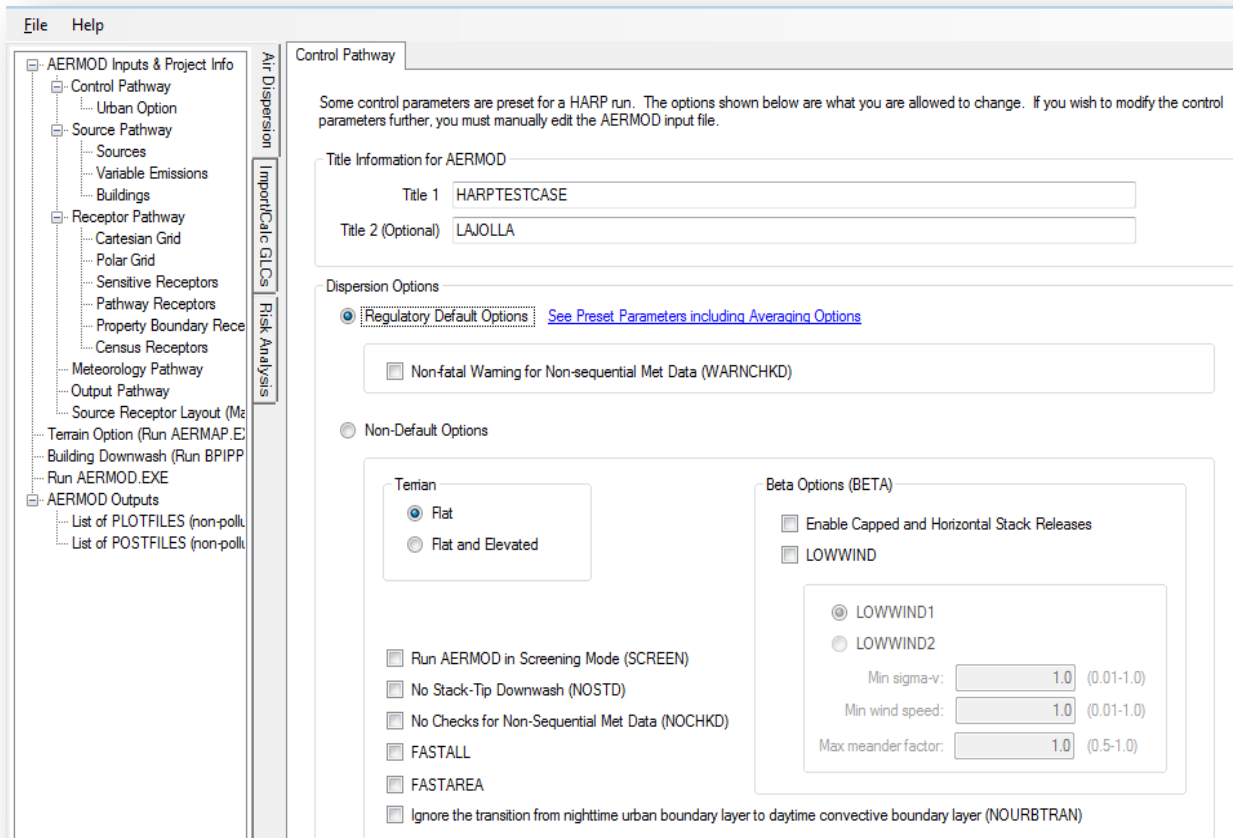 File Help
AERMOD Inputs & Project Info
Control Pathway
Urban Option
Source Pathway
Sources
Variable Emissions
Buildings
Receptor Pathway
Cartesian Grid
Polar Grid
Sensitive Receptors
Pathway Receptors
Property Boundary Rece
Census Receptors
Meteorology Pathway
Output Pathway
Source Receptor Layout (Ma
Terrain Option (Run AERMAP.EX
Building Downwash (Run BPIPP
Run AERMOD.EXE
AERMOD Outputs
List of PLOTFILES (non-pollu
List of POSTFILES (non-pollu
Air Dispersion
Import/Calc GLCs
Risk Analysis
Control Pathway
Some control parameters are preset for a HARP run. The options shown below are what you are allowed to change. If you wish to modify the control
parameters further, you must manually edit the AERMOD input file.
Title Information for AERMOD
Title 1 HARPTESTCASE
Title 2 (Optional) LAJOLLA
Dispersion Options
Regulatory Default Options See Preset Parameters including Averaging Options
Non-fatal Warning for Non-sequential Met Data (WARNCHKD)
Non-Default Options
Terrian
Flat
Flat and Elevated
Run AERMOD in Screening Mode (SCREEN)
No Stack-Tip Downwash (NOSTD)
No Checks for Non-Sequential Met Data (NOCHKD)
FASTALL
FASTAREA
Ignore the transition from nighttime urban boundary layer to daytime convective boundary layer (NOURBTRAN)
Beta Options (BETA)
Enable Capped and Horizontal Stack Releases
LOWWIND
LOWWIND1
LOWWIND2
Min sigma-v: 1.0 (0.01-1.0)
Min wind speed: 1.0 (0.01-1.0)
Max meander factor: 1.0 (0.5-1.0)